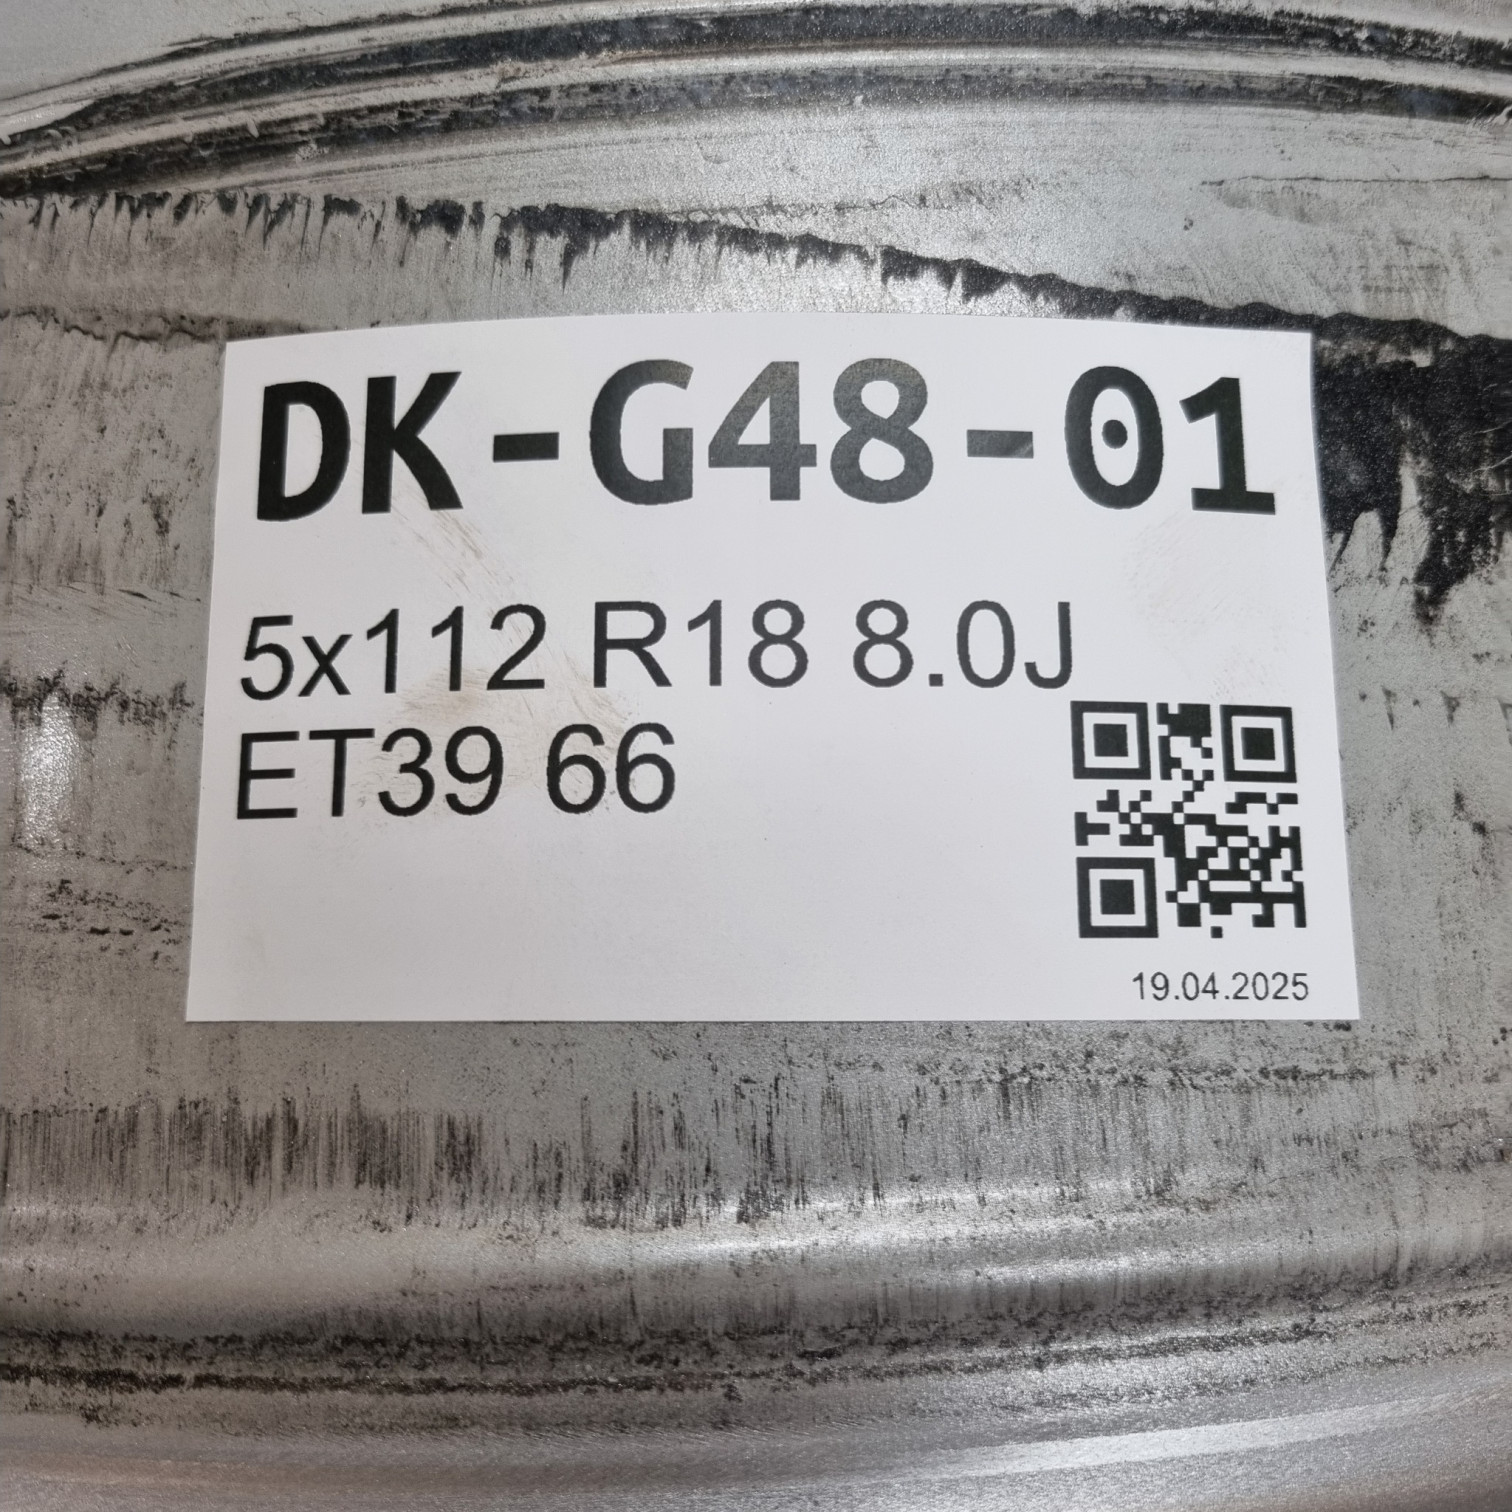 DK-G48-01
5x112 R18 8.0J
ET39 66
19.04.2025